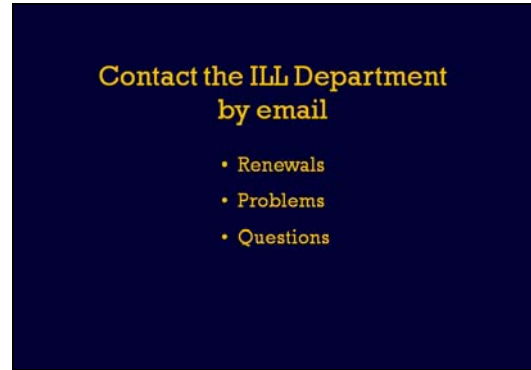 Contact the ILL Department
by email
• Renewals
• Problems
• Questions